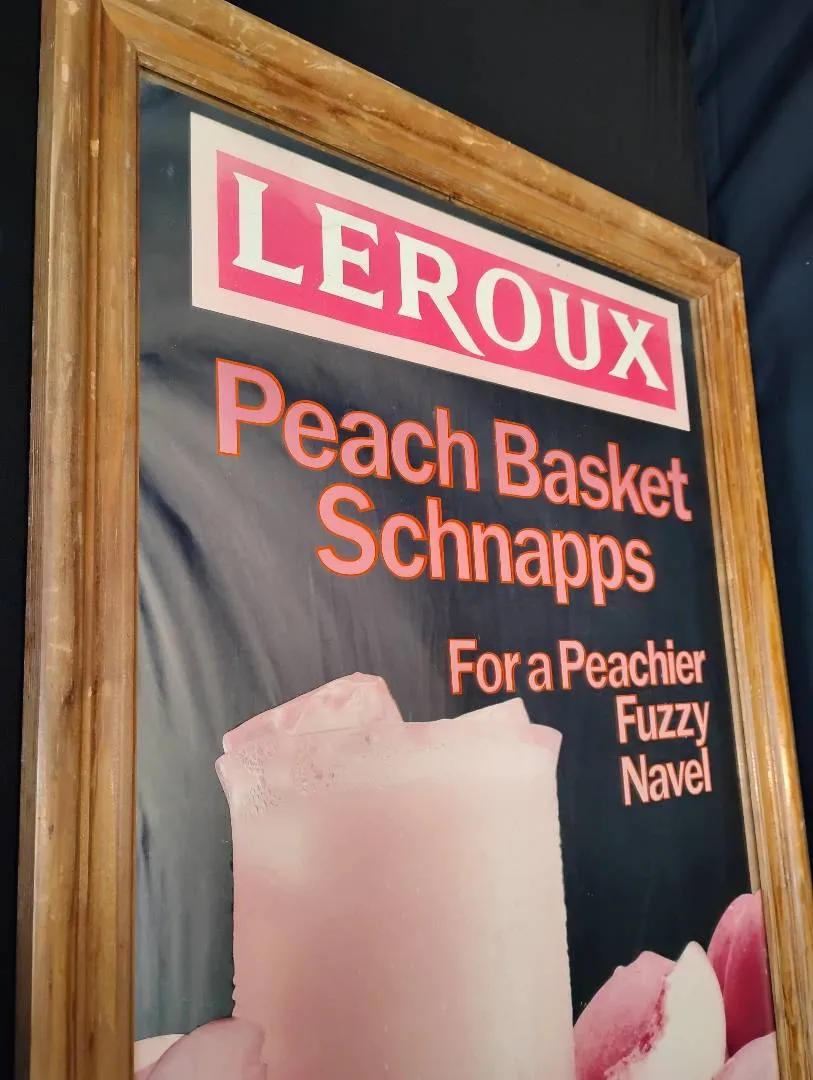 LEROUX
Peach Basket
Schnapps
For a Peachier
Fuzzy
Navel